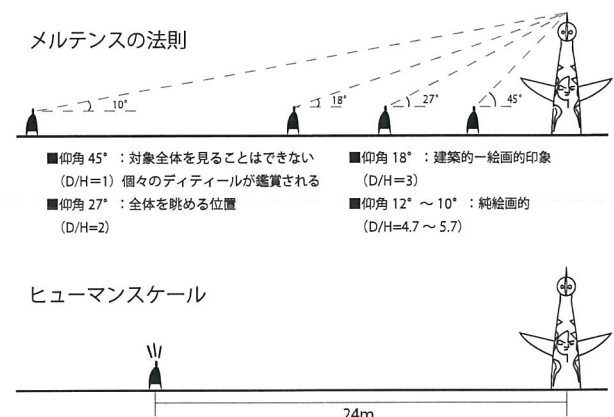 メルテンスの法則
10°
18°
27°
45°
■仰角 45°：対象全体を見ることはできない
（D/H＝1）個々のディティールが鑑賞される
■仰角 27°：全体を眺める位置
（D/H=2）
■仰角 18°：建築的ー絵画的印象
（D/H=3）
■仰角 12° ～ 10°：純絵画的
（D/H=4.7 ～ 5.7）
ヒューマンスケール
24m